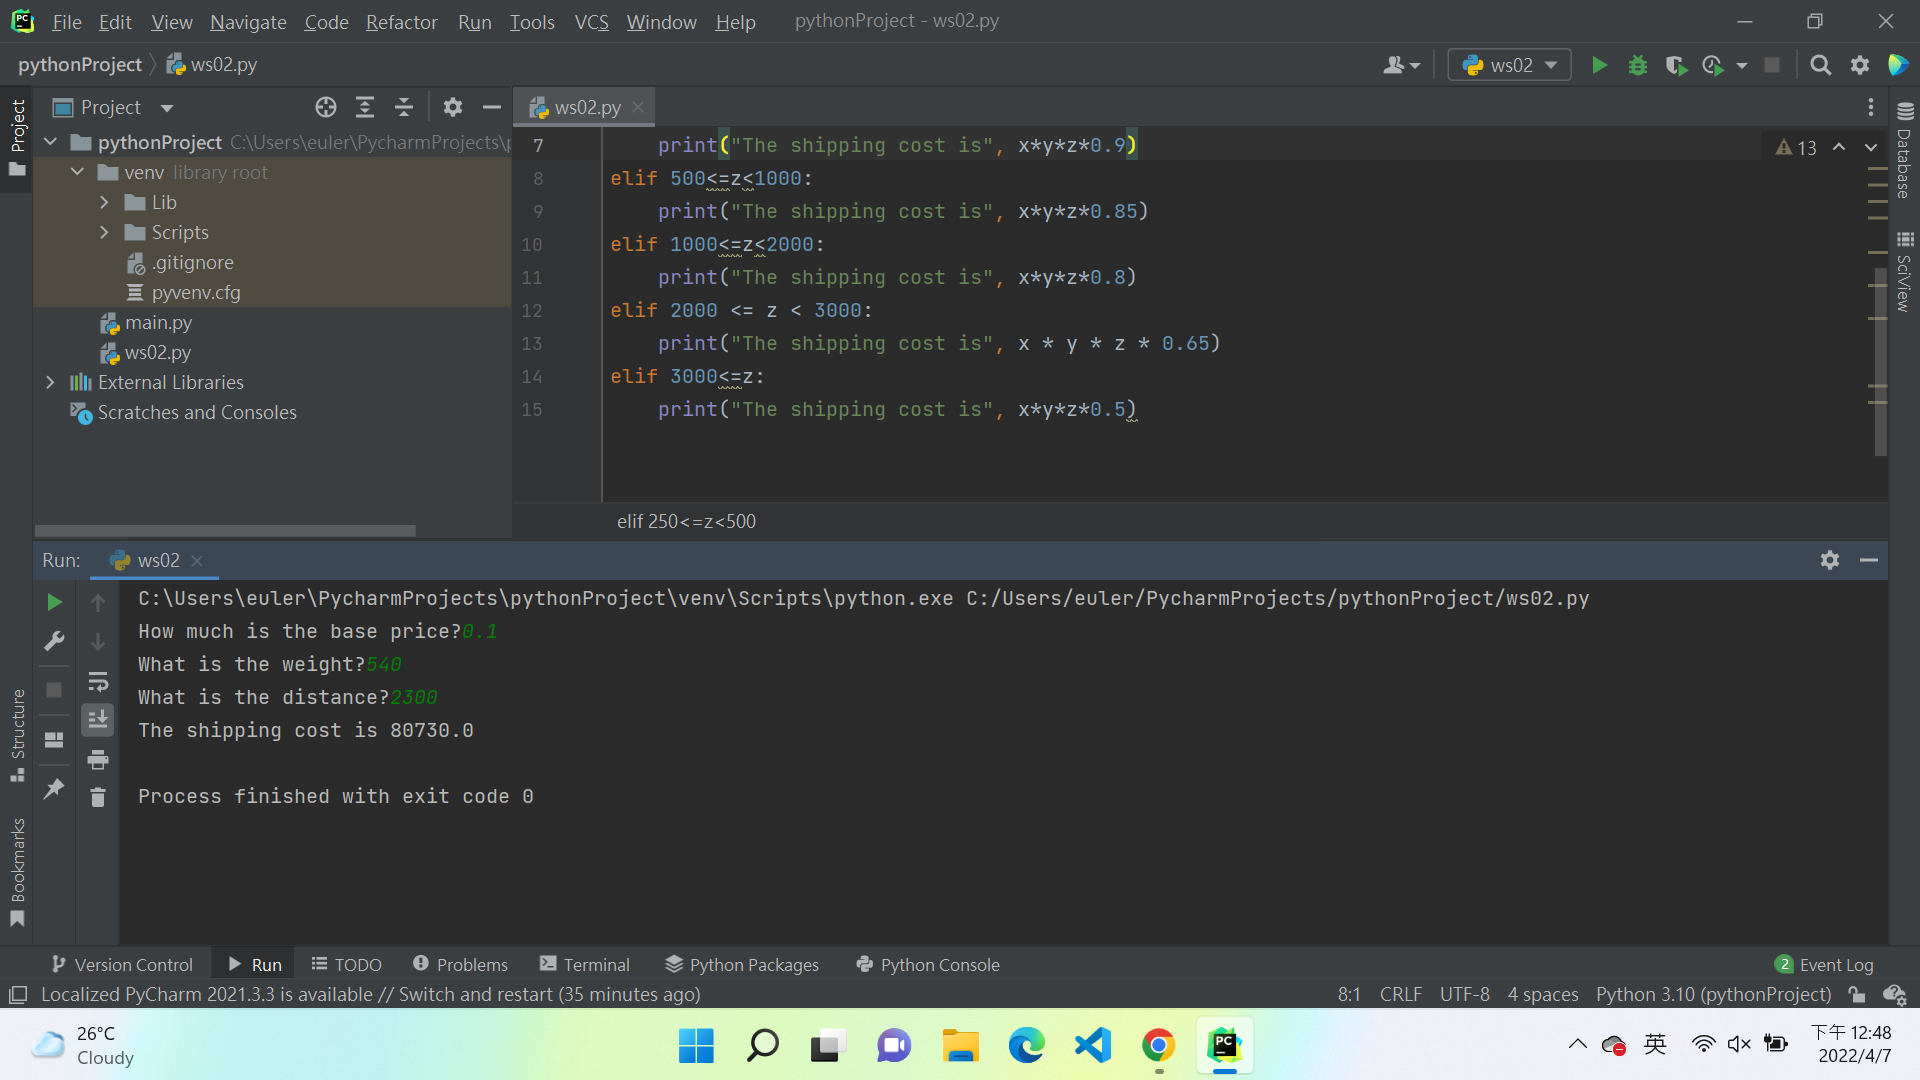 PC File Edit View Navigate Code Refactor Run Tools VCS Window Help pythonProject - ws02.py
pythonProject ws02.py ws02
Project
Project
ws02.py
pythonProject C:\Users\euler\PycharmProjects\
venv library root
Lib
Scripts
.gitignore
pyvenv.cfg
main.py
ws02.py
External Libraries
Scratches and Consoles
13
7 print("The shipping cost is", x*y*z*0.9)
8 elif 500<=z<1000:
9 print("The shipping cost is", x*y*z*0.85)
10 elif 1000<=z<2000:
11 print("The shipping cost is", x*y*z*0.8)
12 elif 2000 <= z < 3000:
13 print("The shipping cost is", x * y * z * 0.65)
14 elif 3000<=z:
15 print("The shipping cost is", x*y*z*0.5)
elif 250<=z<500
Database
SciView
Run: ws02
C:\Users\euler\PycharmProjects\pythonProject\venv\Scripts\python.exe C:/Users/euler/PycharmProjects/pythonProject/ws02.py
How much is the base price?0.1
What is the weight?540
What is the distance?2300
The shipping cost is 80730.0
Process finished with exit code 0
Structure
Bookmarks
Version Control Run TODO Problems Terminal Python Packages Python Console 2 Event Log
Localized PyCharm 2021.3.3 is available // Switch and restart (35 minutes ago) 8:1 CRLF UTF-8 4 spaces Python 3.10 (pythonProject)
26°C
Cloudy
PC
英
下午 12:48
2022/4/7